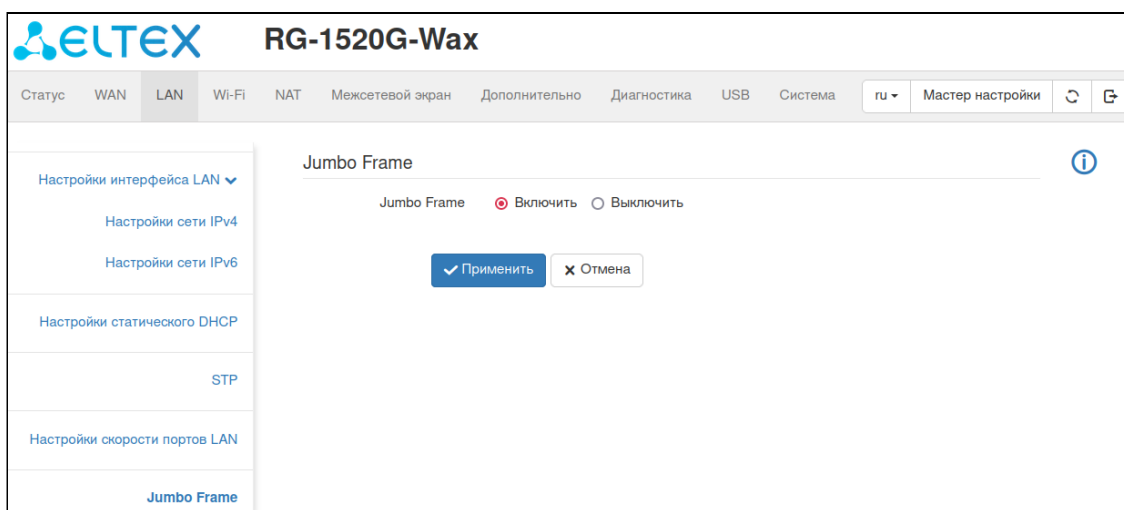 ELTEX RG-1520G-Wax
Статус WAN LAN Wi-Fi NAT Межсетевой экран Дополнительно Диагностика USB Система ru Мастер настройки
Jumbo Frame
Настройки интерфейса LAN
Jumbo Frame Включить Выключить
Настройки сети IPv4
Настройки сети IPv6
Применить Отмена
Настройки статического DHCP
STP
Настройки скорости портов LAN
Jumbo Frame